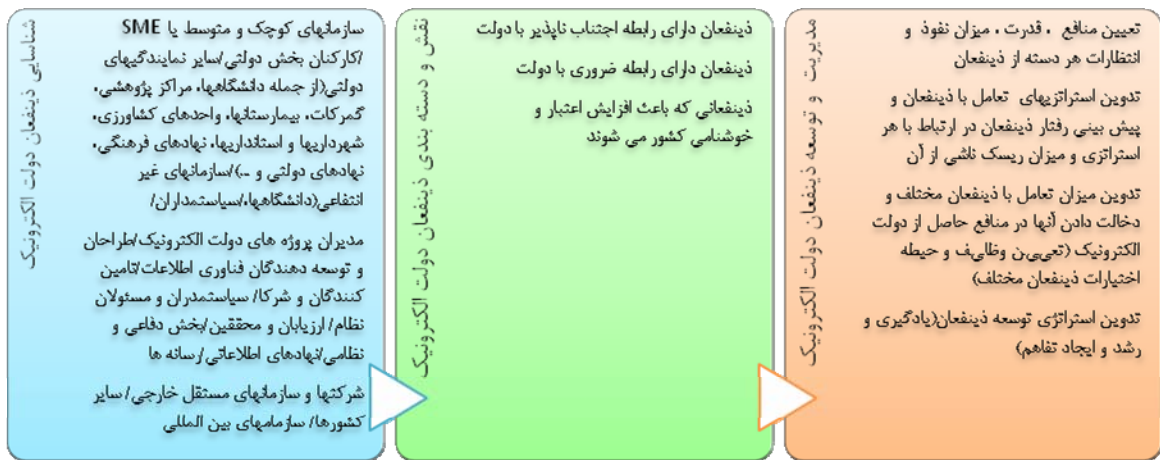 شناسایی ذینفعان دولت الکترونیک
سازمانهای کوچک و متوسط یا SME
/کارکنان بخش دولتی/سایر نمایندگیهای
دولتی(از جمله دانشگاهها، مراکز پژوهشی،
گمرکات، بیمارستانها، واحدهای کشاورزی،
شهرداریها و استانداریها، نهادهای فرهنگی،
نهادهای دولتی و ...)/سازمانهای غیر
انتفاعی(دانشگاهها،/سیاستمداران/
مدیران پروژه های دولت الکترونیک/طراحان
و توسعه دهندگان فناوری اطلاعات/تامین
کنندگان و شرکا/ سیاستمدران و مسئولان
نظام/ ارزیابان و محققین/بخش دفاعی و
نظامی/نهادهای اطلاعاتی/رسانه ها
شرکتها و سازمانهای مستقل خارجی/ سایر
کشورها/ سازمامهای بین المللی
نقش و دسته بندی ذینفعان دولت الکترونیک
ذینفعان دارای رابطه اجتناب ناپذیر با دولت
ذینفعان دارای رابطه ضروری با دولت
ذینفعانی که باعث افزایش اعتبار و
خوشنامی کشور می شوند
مدیریت و توسعه ذینفعان دولت الکترونیک
تعیین منافع ، قدرت ، میزان نفوذ و
انتظارات هر دسته از ذینفعان
تدوین استراتژیهای تعامل با ذینفعان و
پیش بینی رفتار ذینفعان در ارتباط با هر
استراتژی و میزان ریسک ناشی از آن
تدوین میزان تعامل با ذینفعان مختلف و
دخالت دادن آنها در منافع حاصل از دولت
الکترونیک (تعیین وظایف و حیطه
اختیارات ذینفعان مختلف)
تدوین استراتژی توسعه ذینفعان(یادگیری و
رشد و ایجاد تفاهم)